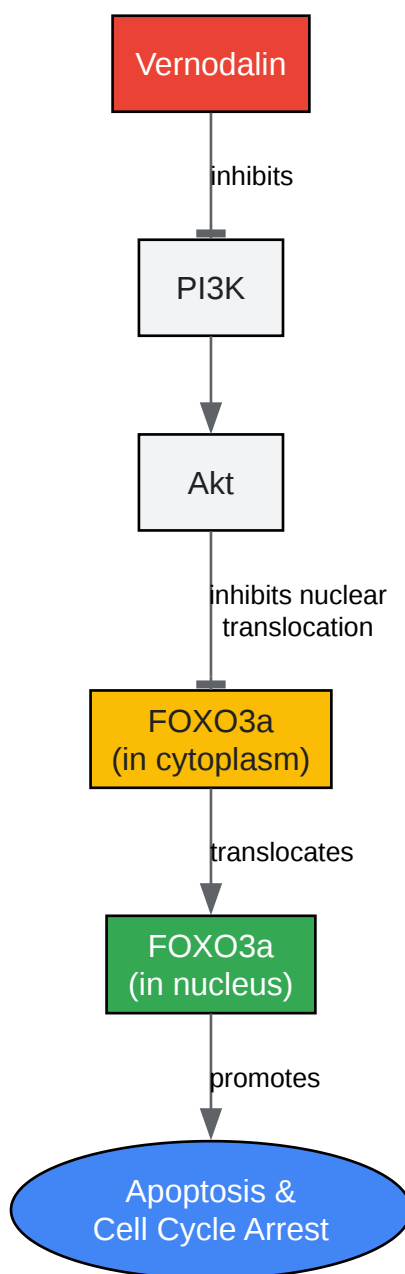 Vernodalin
inhibits
PI3K
Akt
inhibits nuclear
translocation
FOXO3a
(in cytoplasm)
translocates
FOXO3a
(in nucleus)
promotes
Apoptosis &
Cell Cycle Arrest